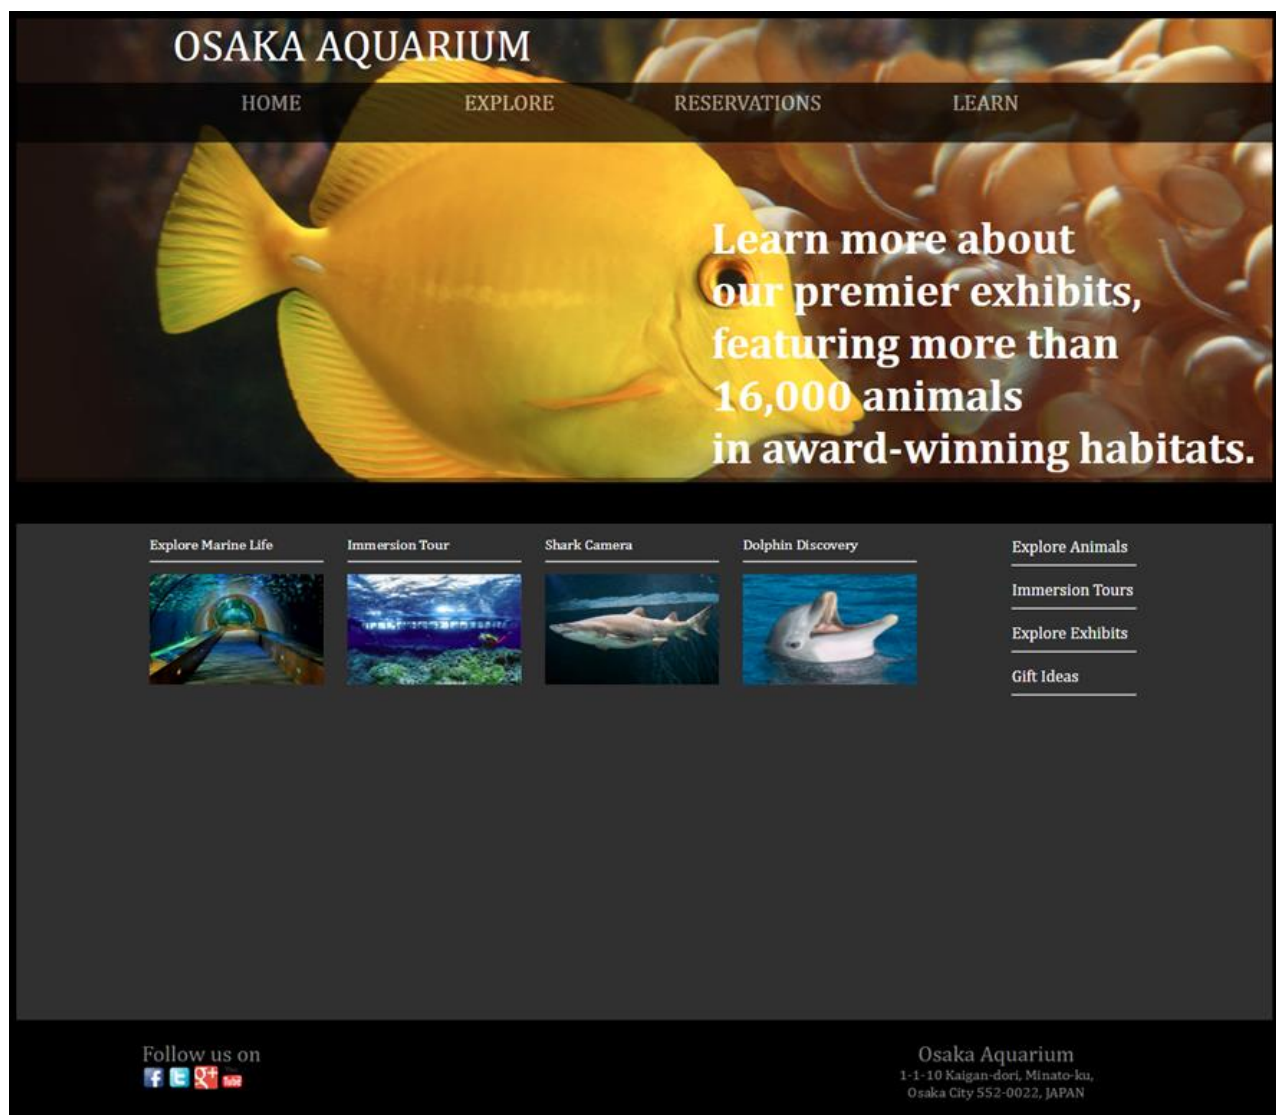 OSAKA AQUARIUM
HOME EXPLORE RESERVATIONS LEARN
Learn more about
our premier exhibits,
featuring more than
16,000 animals
in award-winning habitats.
Explore Marine Life
Immersion Tour
Shark Camera
Dolphin Discovery
Explore Animals
Immersion Tours
Explore Exhibits
Gift Ideas
Follow us on
f t g+ You Tube
Osaka Aquarium
1-1-10 Kaigan-dori, Minato-ku,
Osaka City 552-0022, JAPAN